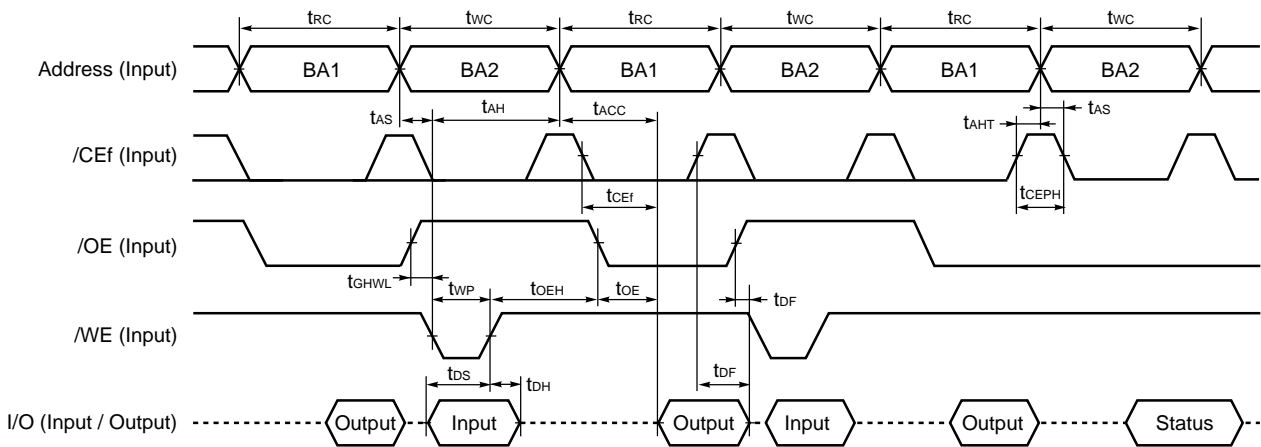 tRC tWC tRC tWC tRC tWC
Address (Input) BA1 BA2 BA1 BA2 BA1 BA2
tAS tAH tACC tAHT tAS
/CEf (Input)
tCEf tCEPH
/OE (Input)
tGHWL tWP tOEH tOE tDF
/WE (Input)
tDS tDH tDF
I/O (Input / Output) Output Input Output Input Output Status